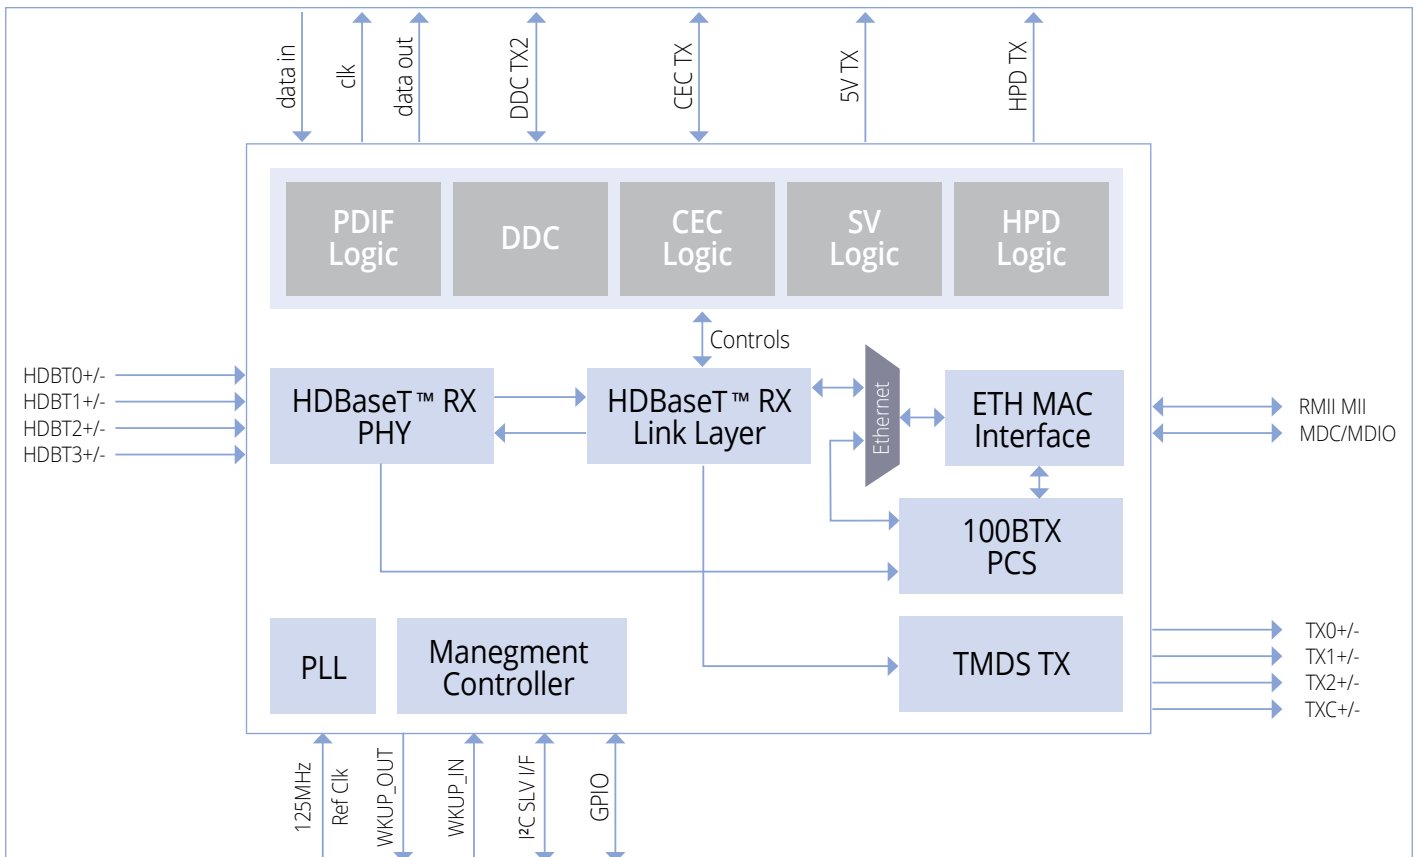 data in
clk
data out
DDC TX2
CEC TX
5V TX
HPD TX
PDIF
Logic
DDC
CEC
Logic
SV
Logic
HPD
Logic
Controls
HDBT0+/-
HDBT1+/-
HDBT2+/-
HDBT3+/-
HDBaseT™ RX
PHY
HDBaseT™ RX
Link Layer
Ethernet
ETH MAC
Interface
RMII MII
MDC/MDIO
100BTX
PCS
PLL
Manegment
Controller
TMDS TX
TX0+/-
TX1+/-
TX2+/-
TXC+/-
125MHz
Ref Clk
WKUP_OUT
WKUP_IN
I²C SLV I/F
GPIO